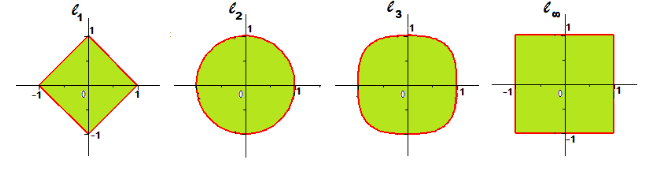 ℓ1 ℓ2 ℓ3 ℓ∞
1 1 1 1
-1 0 1 0 1 0 1 -1 0 1
-1 -1